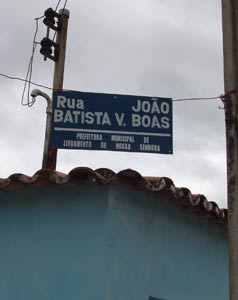 Rua JOÃO
BATISTA V. BOAS
PREFEITURA MUNICIPAL DE
LIVRAMENTO DE NOSSA SENHORA